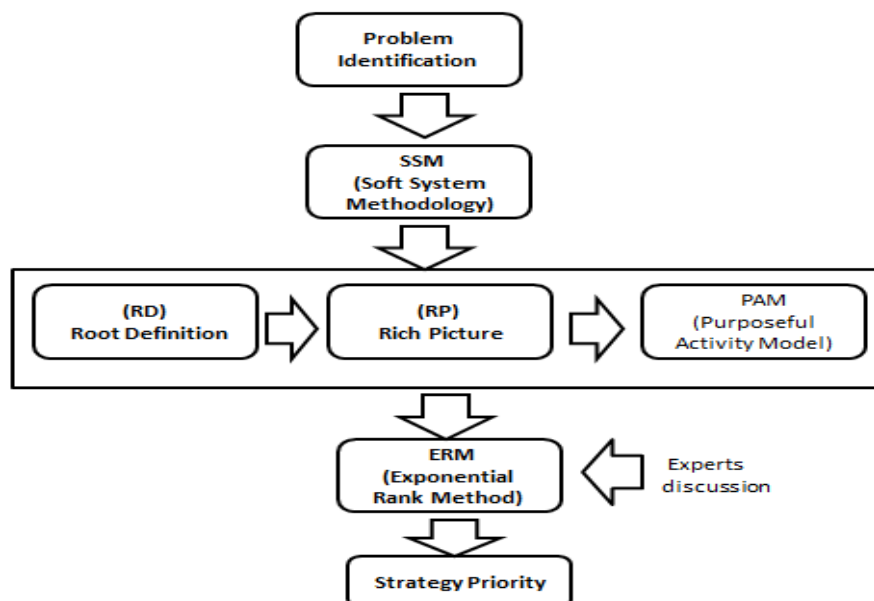 Problem
Identification
SSM
(Soft System
Methodology)
(RD)
Root Definition
(RP)
Rich Picture
PAM
(Purposeful
Activity Model)
ERM
(Exponential
Rank Method)
Experts
discussion
Strategy Priority